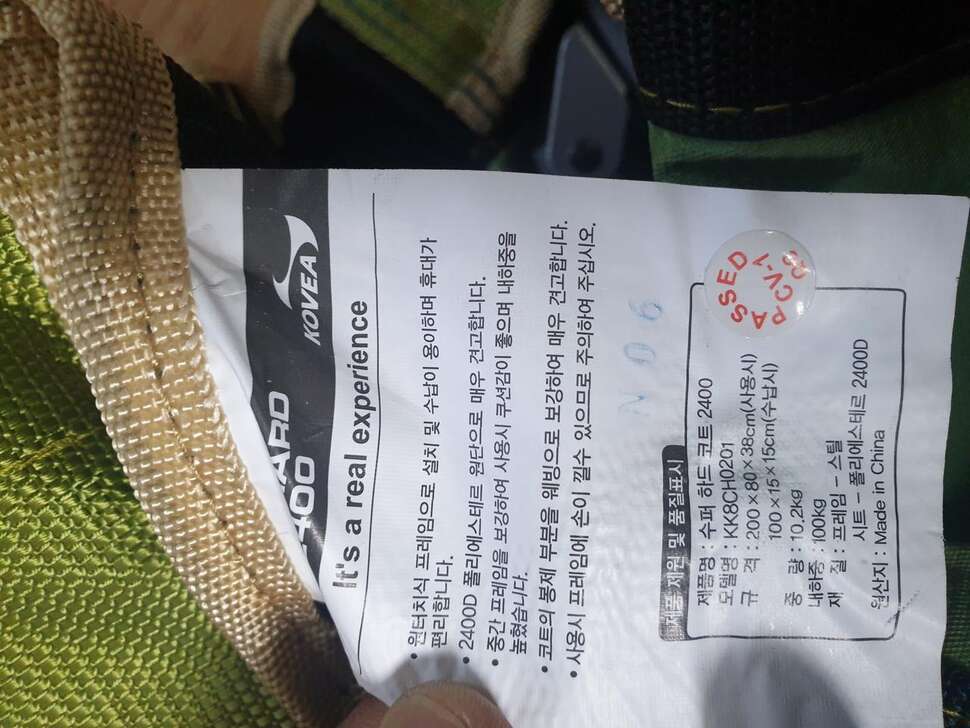 KOVEA
ARD
400
It's a real experience
• 원터치식 프레임으로 설치 및 수납이 용이하며 휴대가
편리합니다.
• 2400D 폴리에스테르 원단으로 매우 견고합니다.
• 중간 프레임을 보강하여 사용시 쿠션감이 좋으며 내하중을
높혔습니다.
• 코트의 봉제 부분을 웨빙으로 보강하여 매우 견고합니다.
• 사용시 프레임에 손이 낄수 있으므로 주의하여 주십시오.
N06
PASSED
CV-1
제품 제원 및 품질표시
제품명 : 수퍼 하드 코트 2400
모델명 : KK8CH0201
규 격 : 200×80×38cm(사용시)
100×15×15cm(수납시)
중 량 : 10.2kg
내하중 : 100kg
재 질 : 프레임 – 스틸
시트 – 폴리에스테르 2400D
원산지 : Made in China